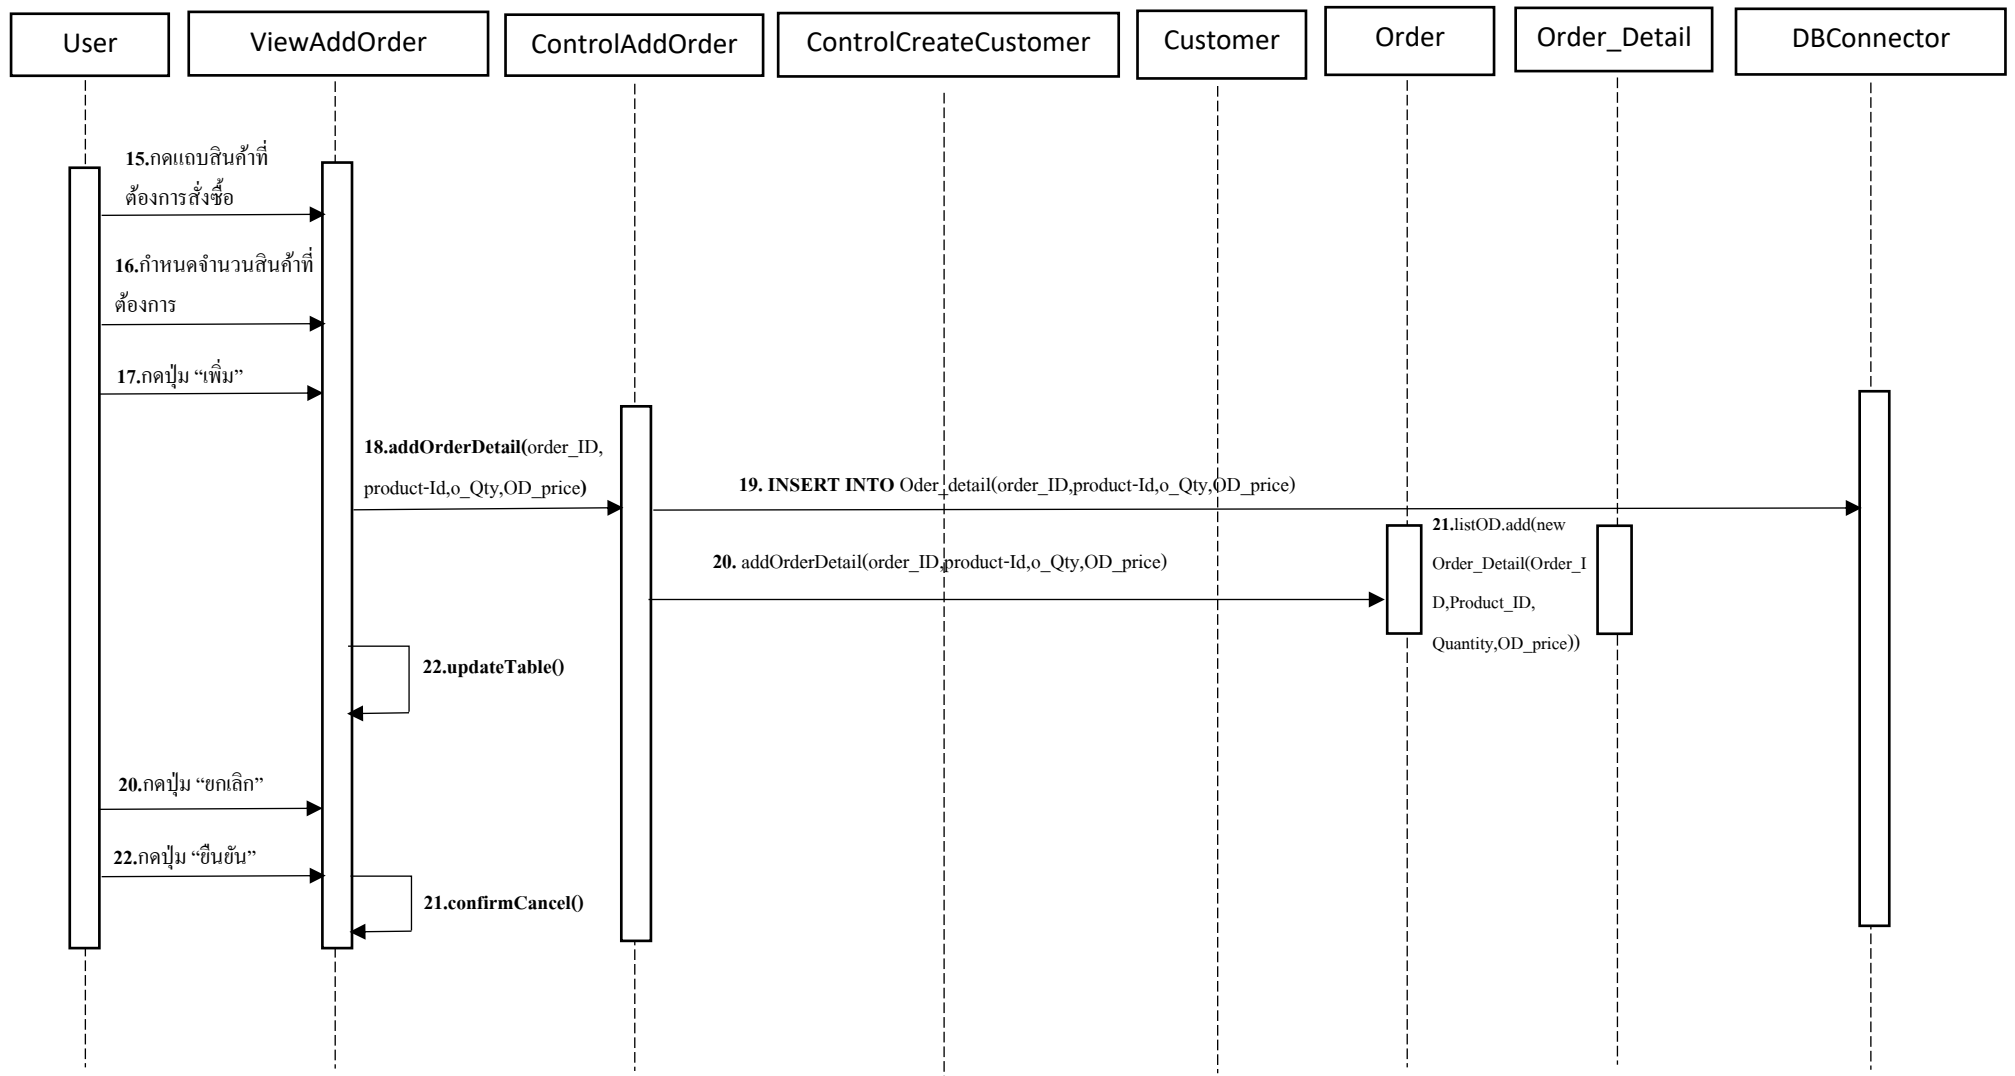 User
ViewAddOrder
ControlAddOrder
ControlCreateCustomer
Customer
Order
Order_Detail
DBConnector
15.กดแถบสินค้าที่
ต้องการสั่งซื้อ
16.กำหนดจำนวนสินค้าที่
ต้องการ
17.กดปุ่ม “เพิ่ม”
18.addOrderDetail(order_ID,
product-Id,o_Qty,OD_price)
19. INSERT INTO Oder_detail(order_ID,product-Id,o_Qty,OD_price)
20. addOrderDetail(order_ID,product-Id,o_Qty,OD_price)
21.listOD.add(new
Order_Detail(Order_I
D,Product_ID,
Quantity,OD_price))
22.updateTable()
20.กดปุ่ม “ยกเลิก”
22.กดปุ่ม “ยืนยัน”
21.confirmCancel()